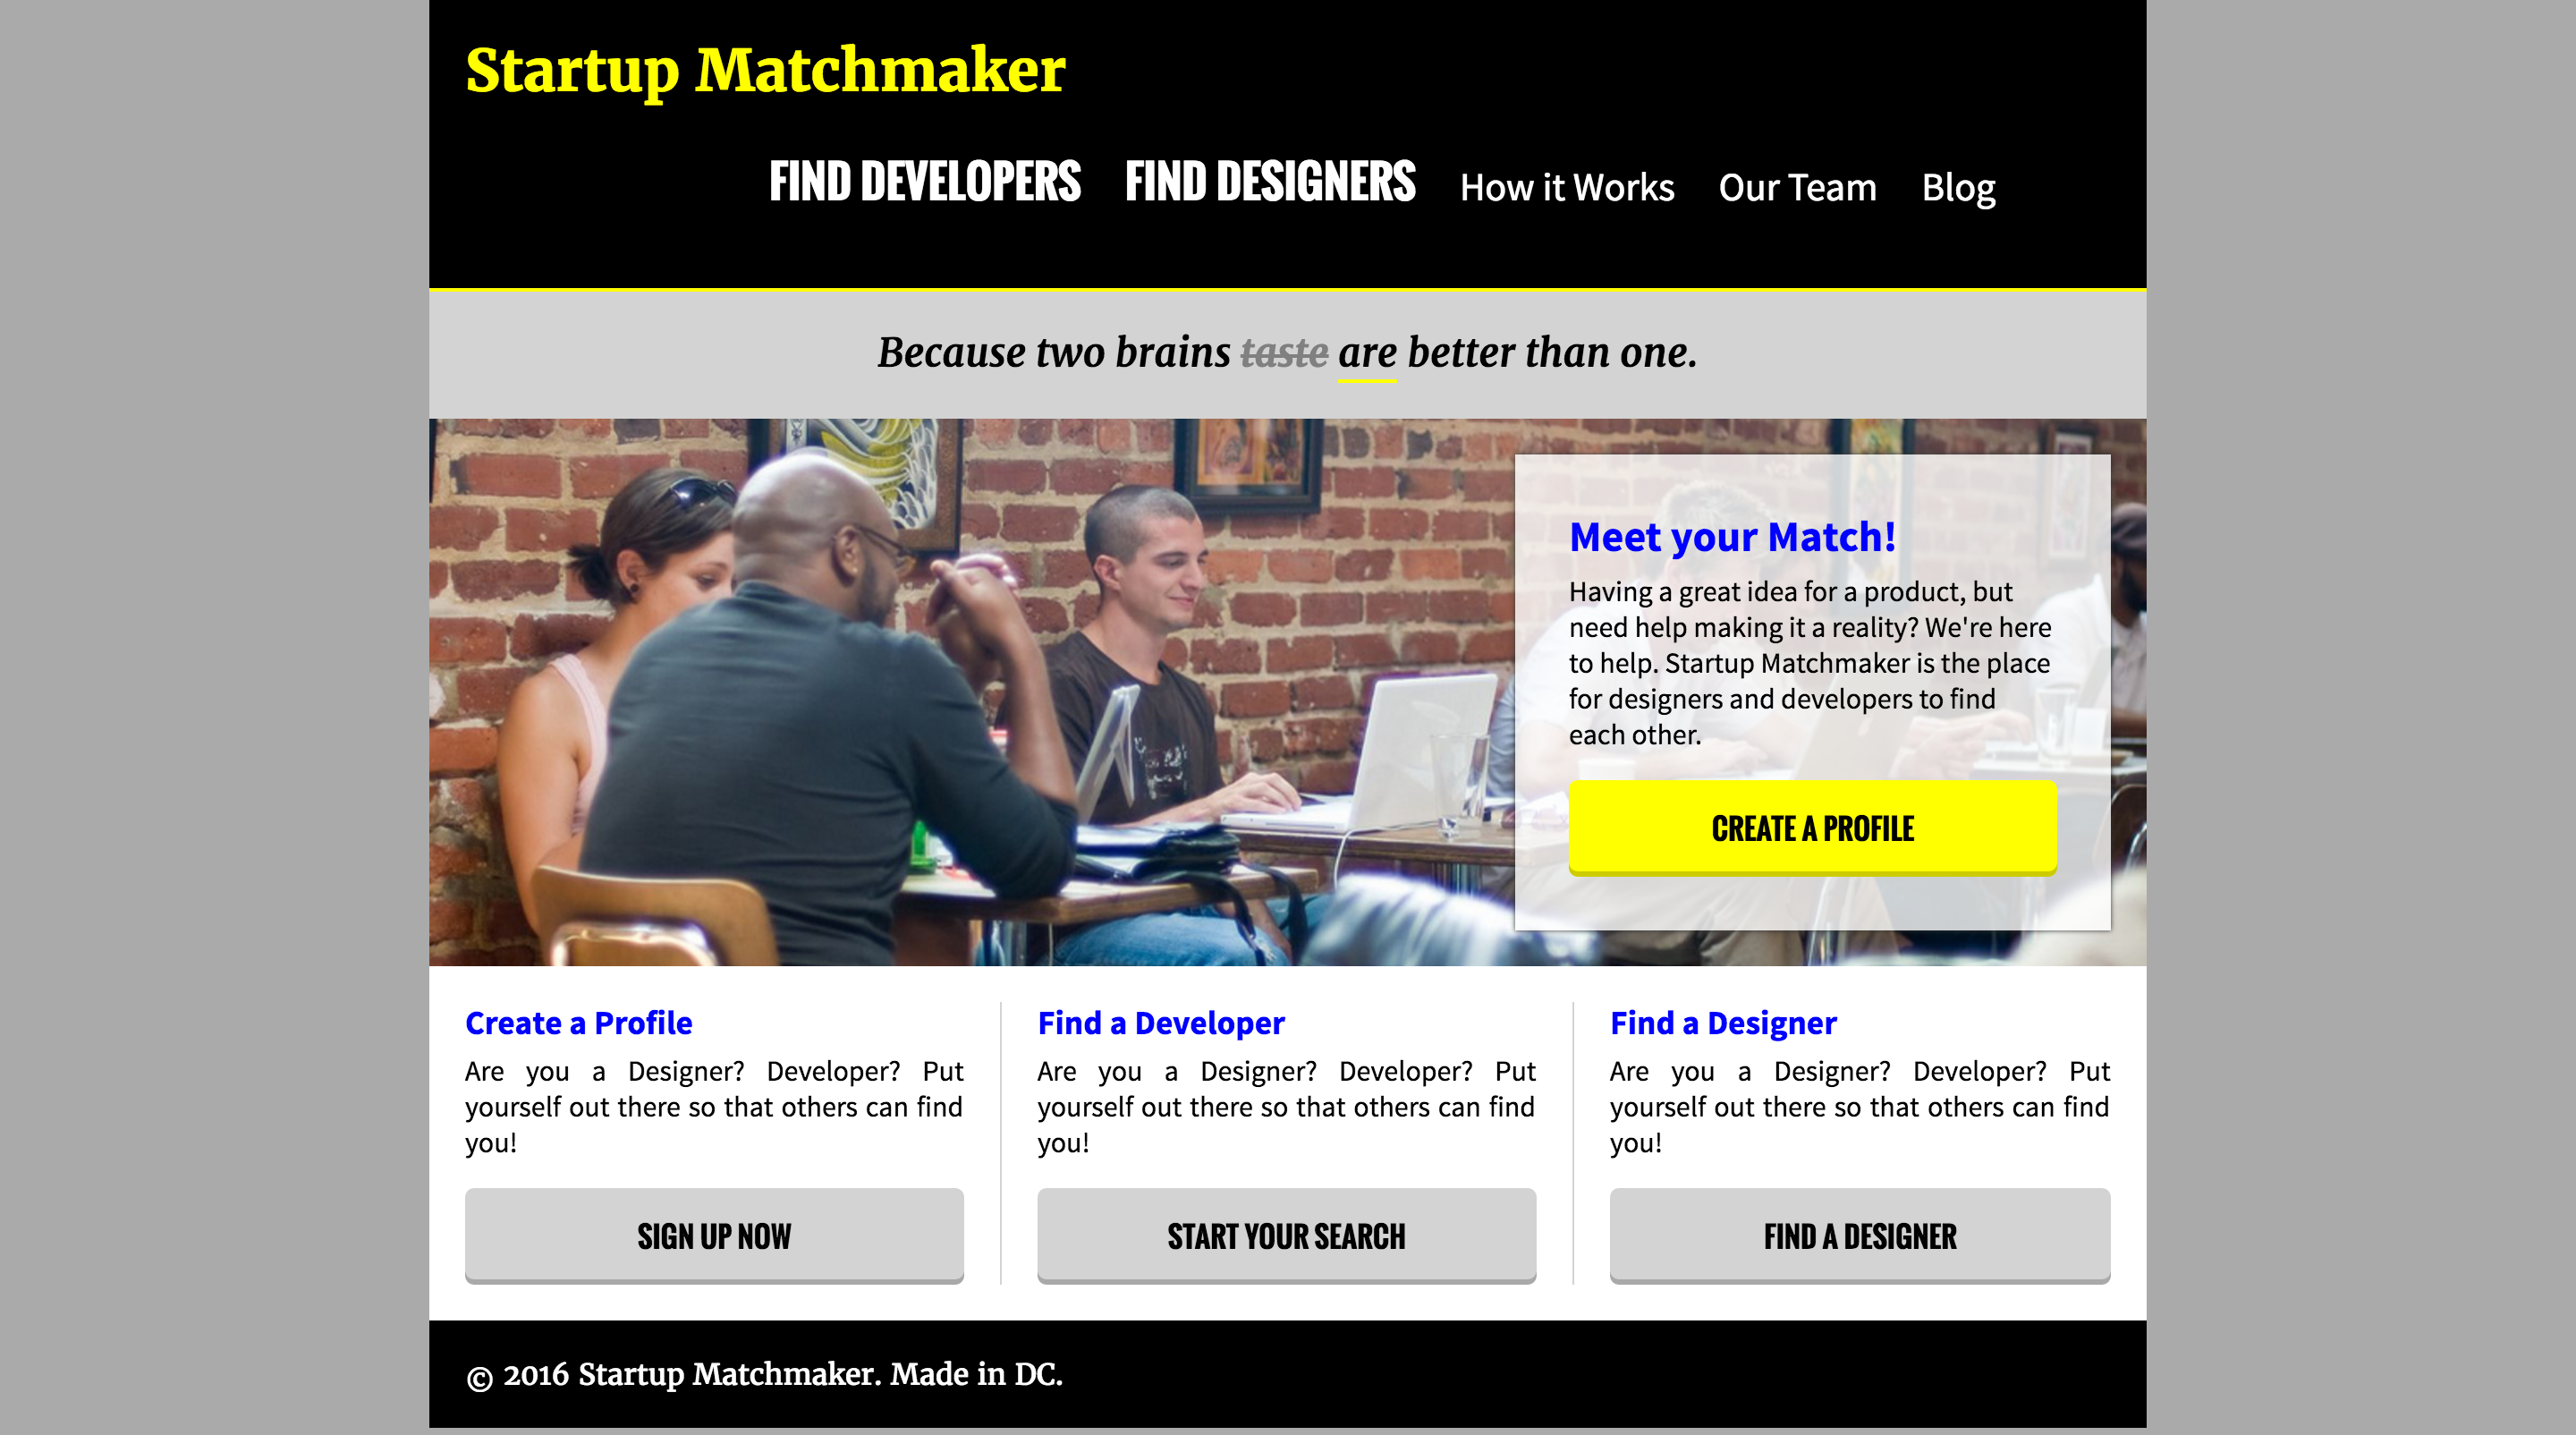 Startup Matchmaker
FIND DEVELOPERS FIND DESIGNERS How it Works Our Team Blog
Because two brains taste are better than one.
Meet your Match!
Having a great idea for a product, but
need help making it a reality? We're here
to help. Startup Matchmaker is the place
for designers and developers to find
each other.
CREATE A PROFILE
Create a Profile
Are you a Designer? Developer? Put
yourself out there so that others can find
you!
SIGN UP NOW
Find a Developer
Are you a Designer? Developer? Put
yourself out there so that others can find
you!
START YOUR SEARCH
Find a Designer
Are you a Designer? Developer? Put
yourself out there so that others can find
you!
FIND A DESIGNER
© 2016 Startup Matchmaker. Made in DC.